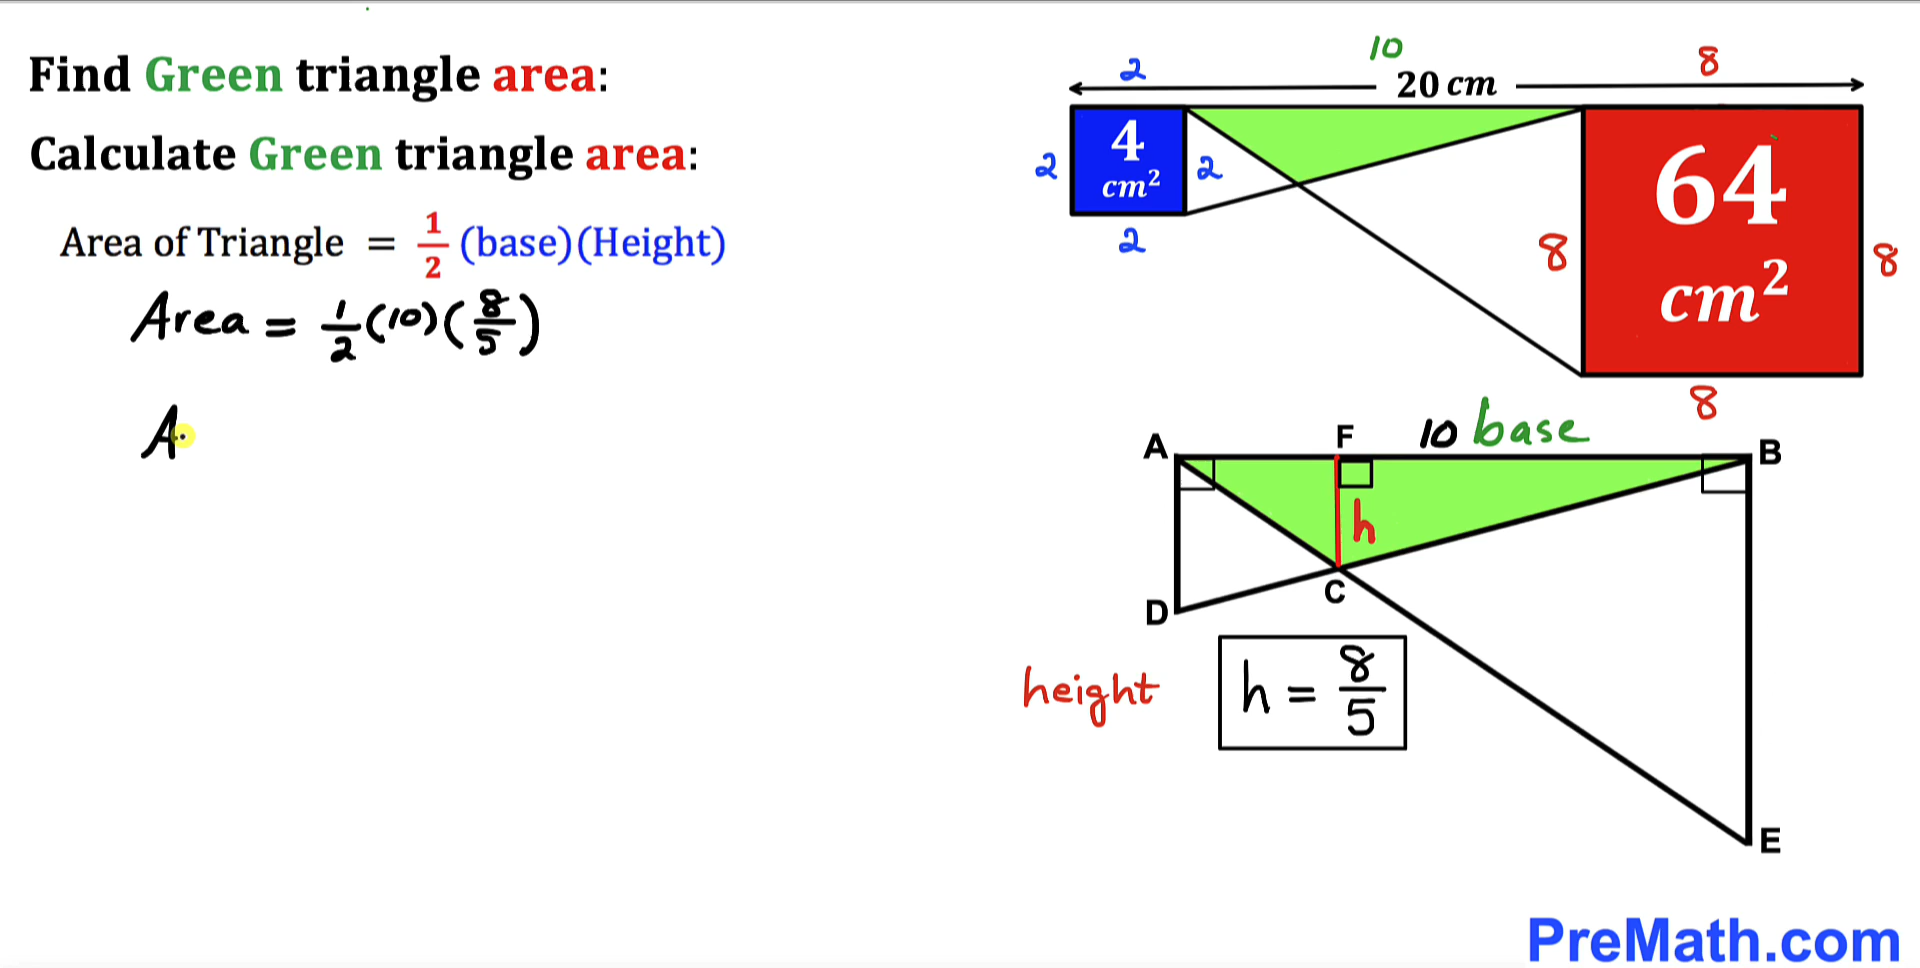 Find Green triangle area:
Calculate Green triangle area:
Area of Triangle = 1/2 (base)(Height)
Area = 1/2 (10)(8/5)
A
2
10
8
20 cm
4
cm²
2
2
2
64
cm²
8
8
8
A
F
10 base
B
h
C
D
height
h = 8/5
E
PreMath.com